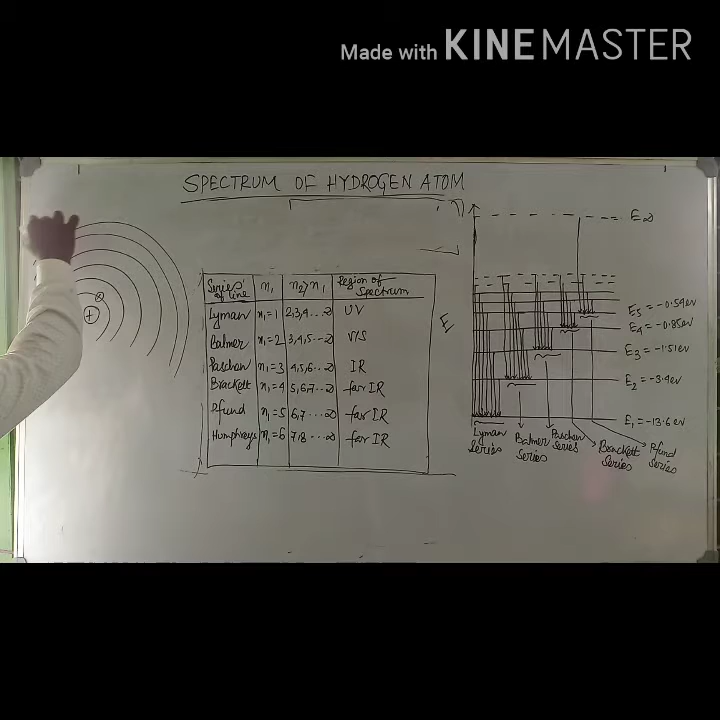 Made with KINEMASTER
SPECTRUM OF HYDROGEN ATOM
Series of line n₁ n₂>n₁ Region of Spectrum
Lyman n₁=1 2,3,4...∞ UV
Balmer n₁=2 3,4,5...∞ V/S
Paschen n₁=3 4,5,6...∞ IR
Brackett n₁=4 5,6,7...∞ far IR
Pfund n₁=5 6,7....∞ far IR
Humphreys n₁=6 7,8....∞ far IR
+
E
E∞
E₅ = -0.54ev
E₄ = -0.85ev
E₃ = -1.51ev
E₂ = -3.4ev
E₁ = -13.6ev
Lyman Series
Balmer Series
Paschen Series
Brackett Series
Pfund Series